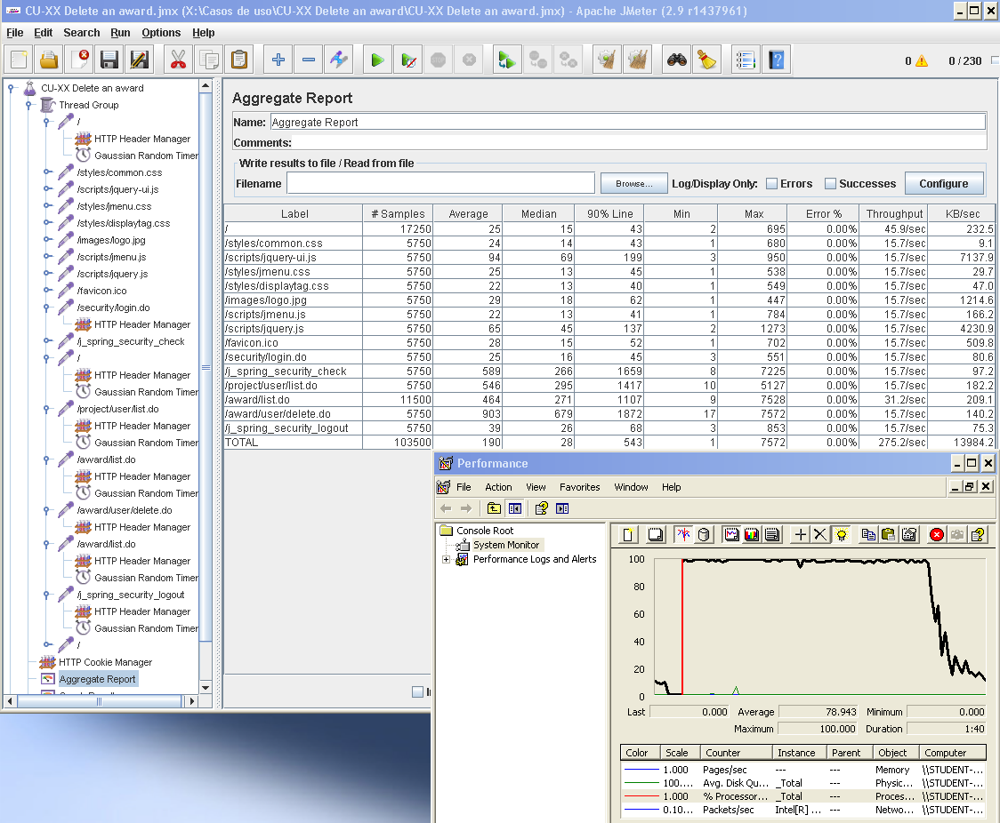 CU-XX Delete an award.jmx (X:\Casos de uso\CU-XX Delete an award\CU-XX Delete an award.jmx) - Apache JMeter (2.9 r1437961)
File Edit Search Run Options Help
0 0 / 230
CU-XX Delete an award
Thread Group
/
HTTP Header Manager
Gaussian Random Timer
/styles/common.css
/scripts/jquery-ui.js
/styles/jmenu.css
/styles/displaytag.css
/images/logo.jpg
/scripts/jmenu.js
/scripts/jquery.js
/favicon.ico
/security/login.do
HTTP Header Manager
/j_spring_security_check
/
HTTP Header Manager
Gaussian Random Timer
/project/user/list.do
HTTP Header Manager
Gaussian Random Timer
/award/list.do
HTTP Header Manager
Gaussian Random Timer
/award/user/delete.do
HTTP Header Manager
/award/list.do
HTTP Header Manager
Gaussian Random Timer
/j_spring_security_logout
HTTP Header Manager
Gaussian Random Timer
/
HTTP Cookie Manager
Aggregate Report
Aggregate Report
Name: Aggregate Report
Comments:
Write results to file / Read from file
Filename Browse... Log/Display Only: Errors Successes Configure
Label # Samples Average Median 90% Line Min Max Error % Throughput KB/sec
/ 17250 25 15 43 2 695 0.00% 45.9/sec 232.5
/styles/common.css 5750 24 14 43 1 680 0.00% 15.7/sec 9.1
/scripts/jquery-ui.js 5750 94 69 199 3 950 0.00% 15.7/sec 7137.9
/styles/jmenu.css 5750 25 13 45 1 538 0.00% 15.7/sec 29.7
/styles/displaytag.css 5750 22 13 40 1 549 0.00% 15.7/sec 47.0
/images/logo.jpg 5750 29 18 62 1 447 0.00% 15.7/sec 1214.6
/scripts/jmenu.js 5750 22 13 41 1 784 0.00% 15.7/sec 166.2
/scripts/jquery.js 5750 65 45 137 2 1273 0.00% 15.7/sec 4230.9
/favicon.ico 5750 28 15 52 1 702 0.00% 15.7/sec 509.8
/security/login.do 5750 25 16 45 3 551 0.00% 15.7/sec 80.6
/j_spring_security_check 5750 589 266 1659 8 7225 0.00% 15.7/sec 97.2
/project/user/list.do 5750 546 295 1417 10 5127 0.00% 15.7/sec 182.2
/award/list.do 11500 464 271 1107 9 7528 0.00% 31.2/sec 209.1
/award/user/delete.do 5750 903 679 1872 17 7572 0.00% 15.7/sec 140.2
/j_spring_security_logout 5750 39 26 68 3 853 0.00% 15.7/sec 75.3
TOTAL 103500 190 28 543 1 7572 0.00% 275.2/sec 13984.2
Performance
File Action View Favorites Window Help
Console Root
System Monitor
Performance Logs and Alerts
100
80
60
40
20
0
Last 0.000 Average 78.943 Minimum 0.000
Maximum 100.000 Duration 1:40
Color Scale Counter Instance Parent Object Computer
1.000 Pages/sec --- --- Memory \\STUDENT-...
100.... Avg. Disk Qu... _Total --- Physic... \\STUDENT-...
1.000 % Processor... _Total --- Proces... \\STUDENT-...
0.10... Packets/sec Intel[R] ... --- Netwo... \\STUDENT-...